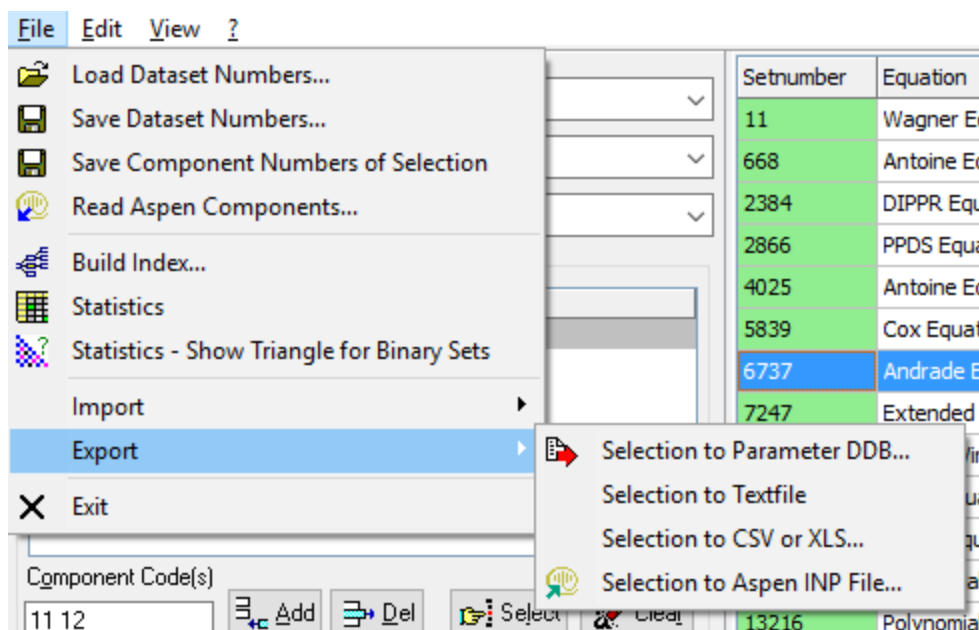 File Edit View ?
Load Dataset Numbers...
Save Dataset Numbers...
Save Component Numbers of Selection
Read Aspen Components...
Build Index...
Statistics
Statistics - Show Triangle for Binary Sets
Import
Export
Exit
Selection to Parameter DDB...
Selection to Textfile
Selection to CSV or XLS...
Selection to Aspen INP File...
Setnumber Equation
11 Wagner
668 Antoine
2384 DIPPR
2866 PPDS
4025 Antoine
5839 Cox
6737 Andrade
7247 Extended
13216
Component Code(s)
11 12
Add Del Select Clear